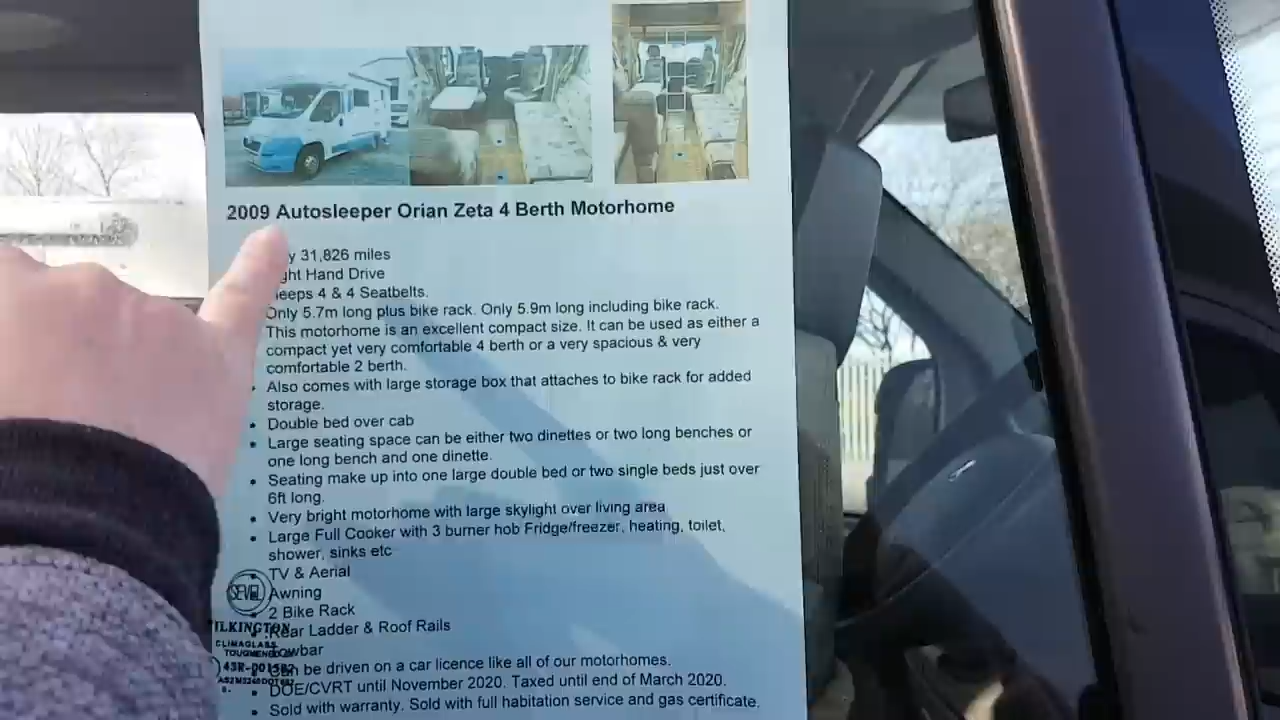 2009 Autosleeper Orian Zeta 4 Berth Motorhome
31,826 miles
Hand Drive
4 & 4 Seatbelts.
Only 5.7m long plus bike rack. Only 5.9m long including bike rack.
This motorhome is an excellent compact size. It can be used as either a
compact yet very comfortable 4 berth or a very spacious & very
comfortable 2 berth.
• Also comes with large storage box that attaches to bike rack for added
storage.
• Double bed over cab
• Large seating space can be either two dinettes or two long benches or
one long bench and one dinette.
• Seating make up into one large double bed or two single beds just over
6ft long.
• Very bright motorhome with large skylight over living area
• Large Full Cooker with 3 burner hob Fridge/freezer, heating, toilet,
shower, sinks etc
TV & Aerial
SEVEL
Awning
• 2 Bike Rack
Rear Ladder & Roof Rails
CLIMAGLASS
be driven on a car licence like all of our motorhomes.
• DOE/CVRT until November 2020. Taxed until end of March 2020.
• Sold with warranty. Sold with full habitation service and gas certificate.